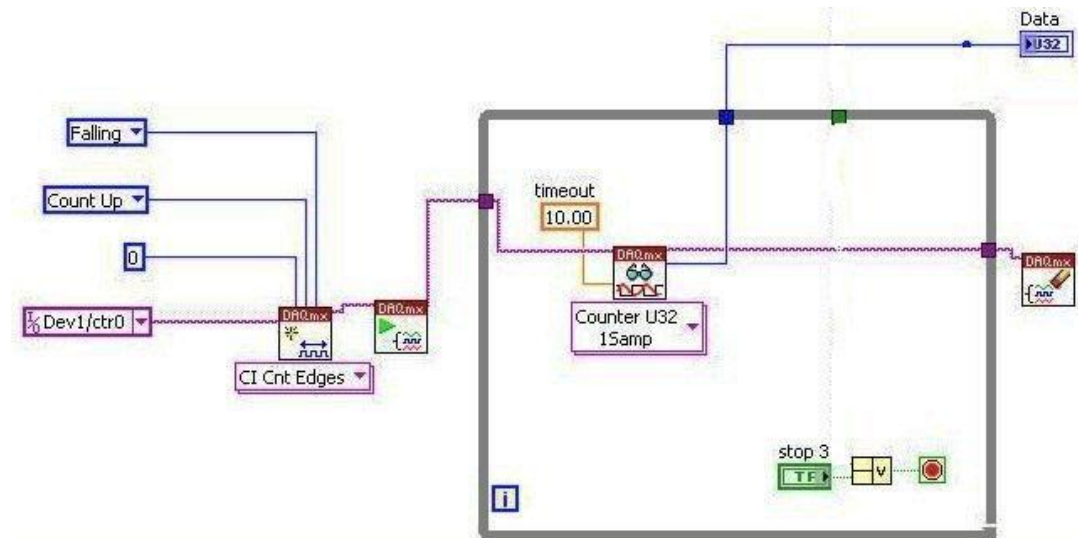 Data
U32
Falling
Count Up
0
timeout
10.00
DAQmx
Dev1/ctr0
DAQmx
DAQmx
DAQmx
Counter U32
1Samp
CI Cnt Edges
stop 3
TF
V
i